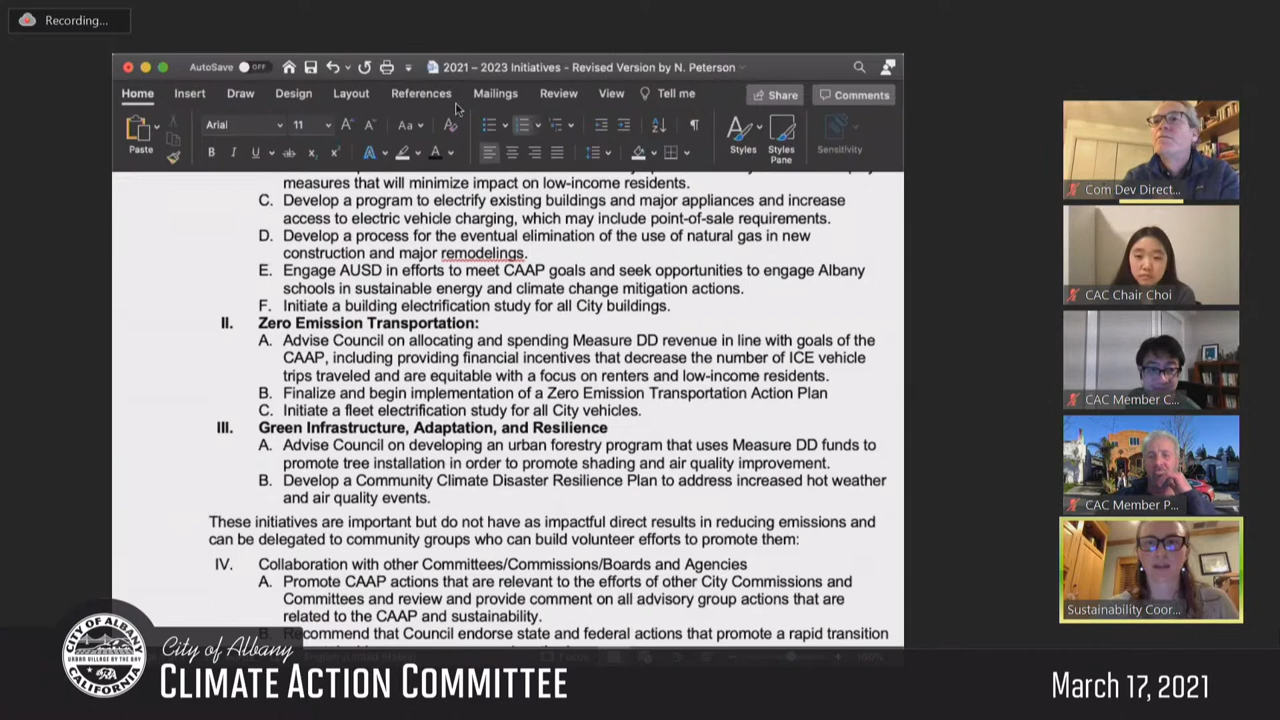 Recording...
AutoSave OFF 2021 – 2023 Initiatives - Revised Version by N. Peterson
Home Insert Draw Design Layout References Mailings Review View Tell me Share Comments
Paste Arial 11 Styles Styles Pane Sensitivity
measures that will minimize impact on low-income residents.
C. Develop a program to electrify existing buildings and major appliances and increase
access to electric vehicle charging, which may include point-of-sale requirements.
D. Develop a process for the eventual elimination of the use of natural gas in new
construction and major remodelings.
E. Engage AUSD in efforts to meet CAAP goals and seek opportunities to engage Albany
schools in sustainable energy and climate change mitigation actions.
F. Initiate a building electrification study for all City buildings.
II. Zero Emission Transportation:
A. Advise Council on allocating and spending Measure DD revenue in line with goals of the
CAAP, including providing financial incentives that decrease the number of ICE vehicle
trips traveled and are equitable with a focus on renters and low-income residents.
B. Finalize and begin implementation of a Zero Emission Transportation Action Plan
C. Initiate a fleet electrification study for all City vehicles.
III. Green Infrastructure, Adaptation, and Resilience
A. Advise Council on developing an urban forestry program that uses Measure DD funds to
promote tree installation in order to promote shading and air quality improvement.
B. Develop a Community Climate Disaster Resilience Plan to address increased hot weather
and air quality events.
These initiatives are important but do not have as impactful direct results in reducing emissions and
can be delegated to community groups who can build volunteer efforts to promote them:
IV. Collaboration with other Committees/Commissions/Boards and Agencies
A. Promote CAAP actions that are relevant to the efforts of other City Commissions and
Committees and review and provide comment on all advisory group actions that are
related to the CAAP and sustainability.
B. Recommend that Council endorse state and federal actions that promote a rapid transition
Com Dev Direct...
CAC Chair Choi
CAC Member C...
CAC Member P...
Sustainability Coor...
CITY OF ALBANY
URBAN VILLAGE BY THE BAY
CALIFORNIA
City of Albany
CLIMATE ACTION COMMITTEE
March 17, 2021